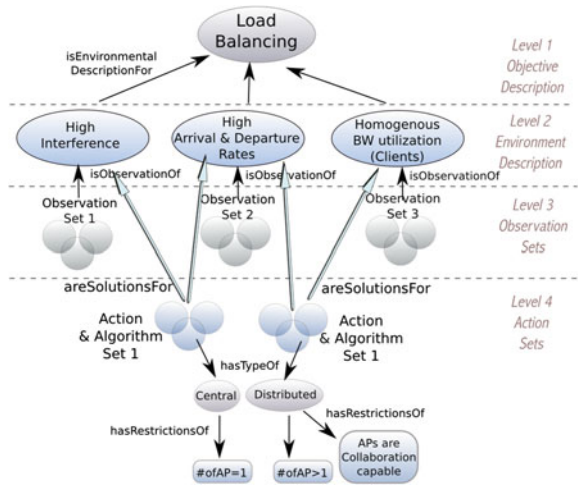 Load
Balancing
isEnvironmental
DescriptionFor
Level 1
Objective
Description
High
Interference
High
Arrival & Departure
Rates
Homogenous
BW utilization
(Clients)
Level 2
Environment
Description
isObservationOf
isObservationOf
isObservationOf
Observation
Set 1
Observation
Set 2
Observation
Set 3
Level 3
Observation
Sets
areSolutionsFor
areSolutionsFor
Action
& Algorithm
Set 1
Action
& Algorithm
Set 1
Level 4
Action
Sets
hasTypeOf
Central
Distributed
hasRestrictionsOf
hasRestrictionsOf
#ofAP=1
#ofAP>1
APs are
Collaboration
capable